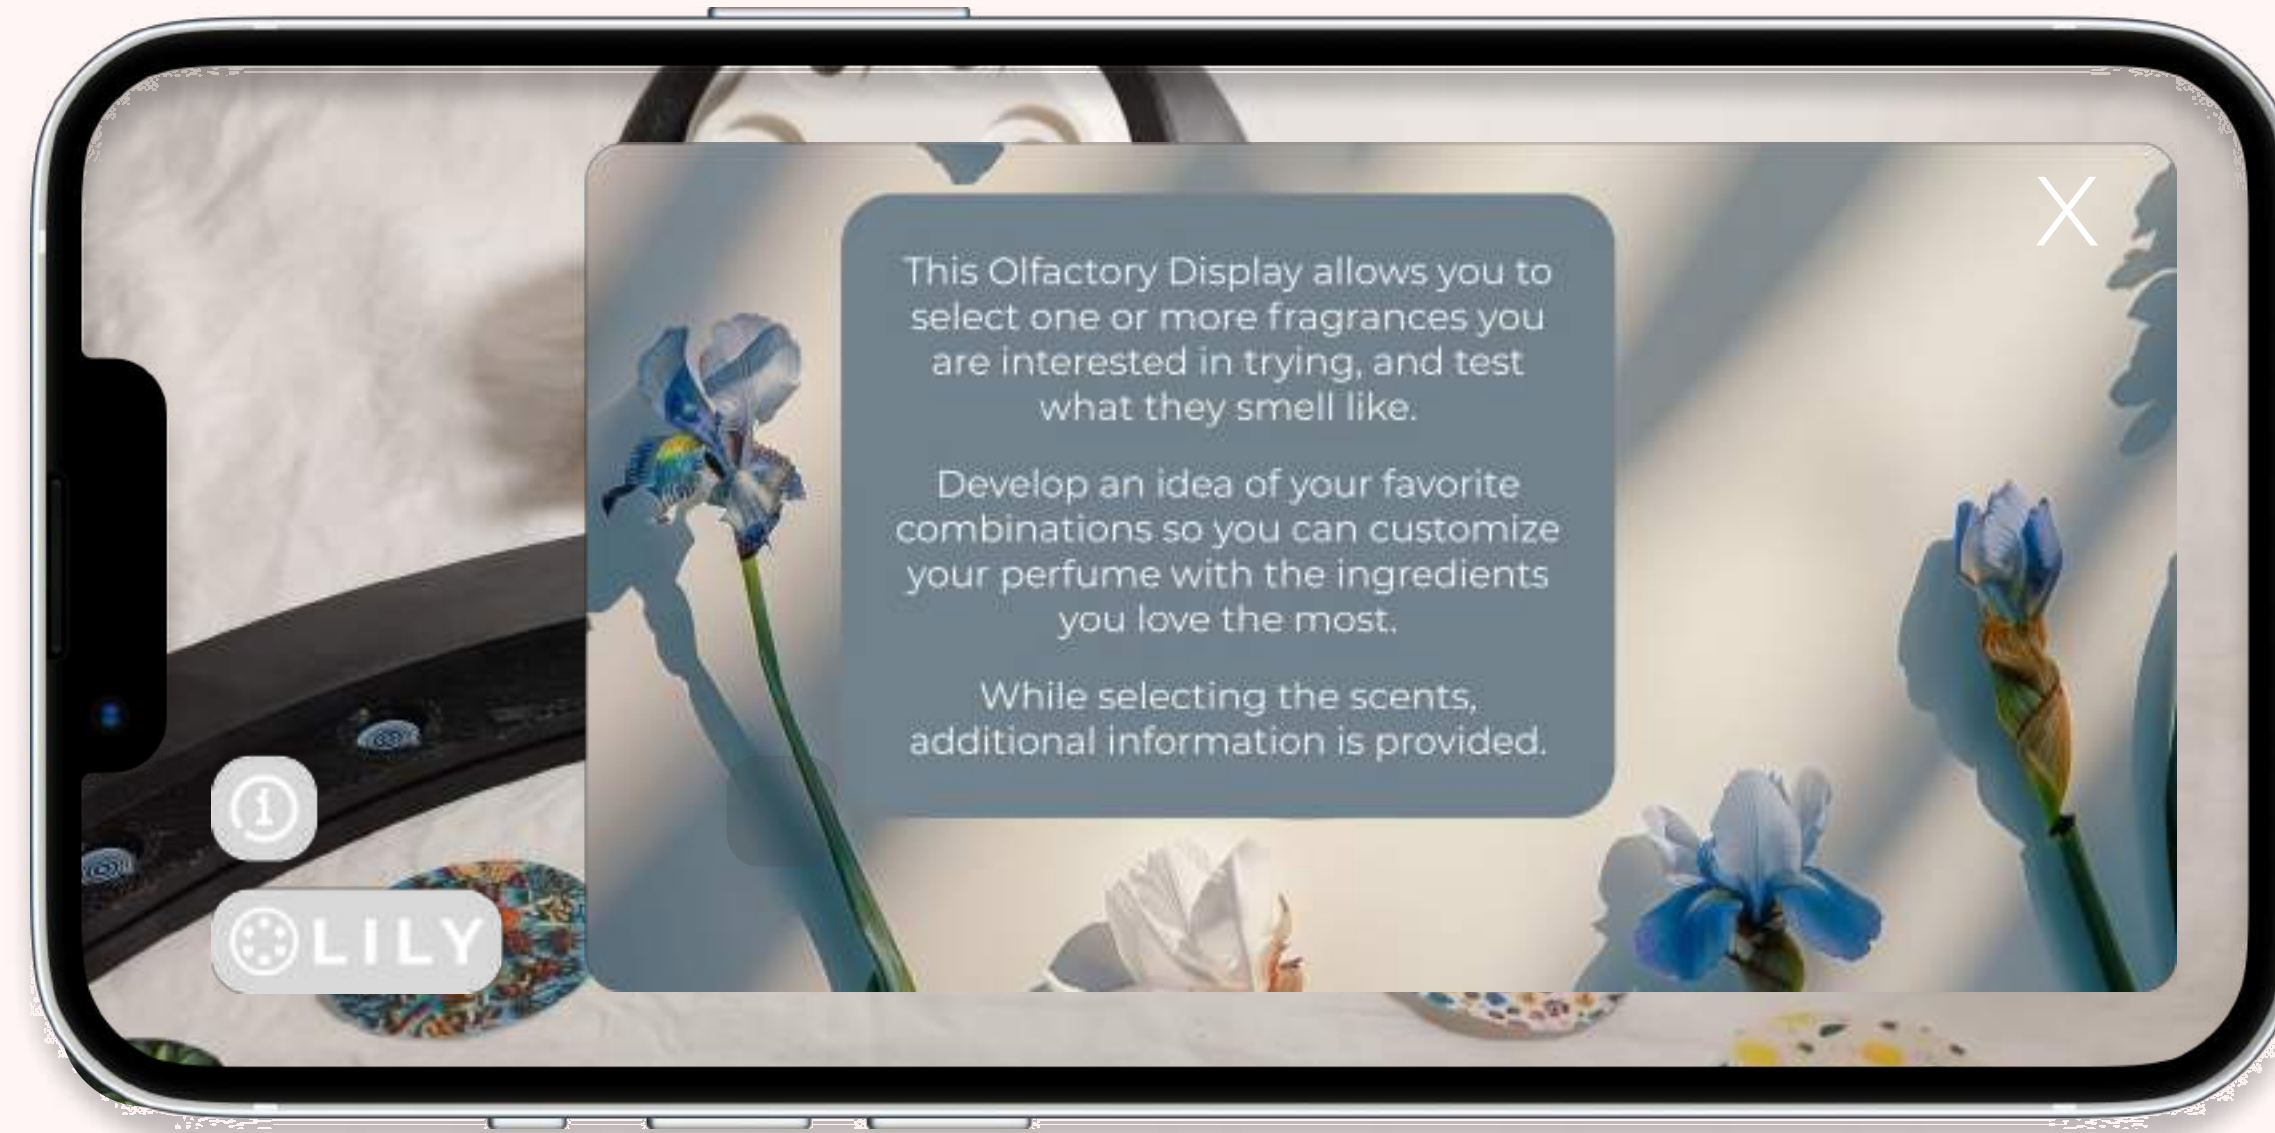 X
This Olfactory Display allows you to
select one or more fragrances you
are interested in trying, and test
what they smell like.
Develop an idea of your favorite
combinations so you can customize
your perfume with the ingredients
you love the most.
While selecting the scents,
additional information is provided.
i
LILY